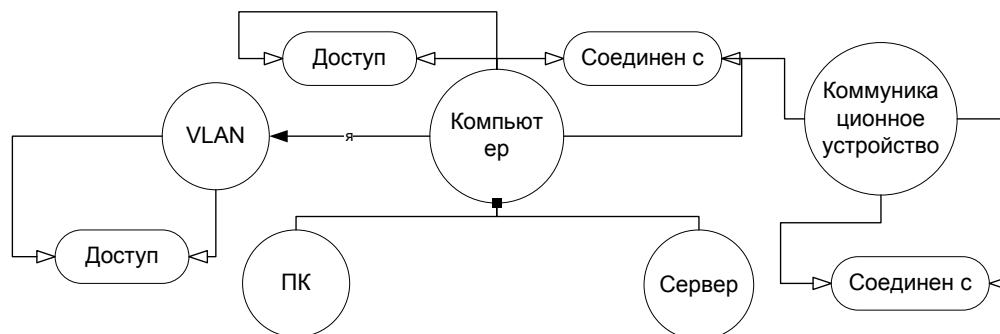 Доступ
Соединен с
VLAN
я
Компьют
ер
Коммуника
ционное
устройство
Доступ
ПК
Сервер
Соединен с